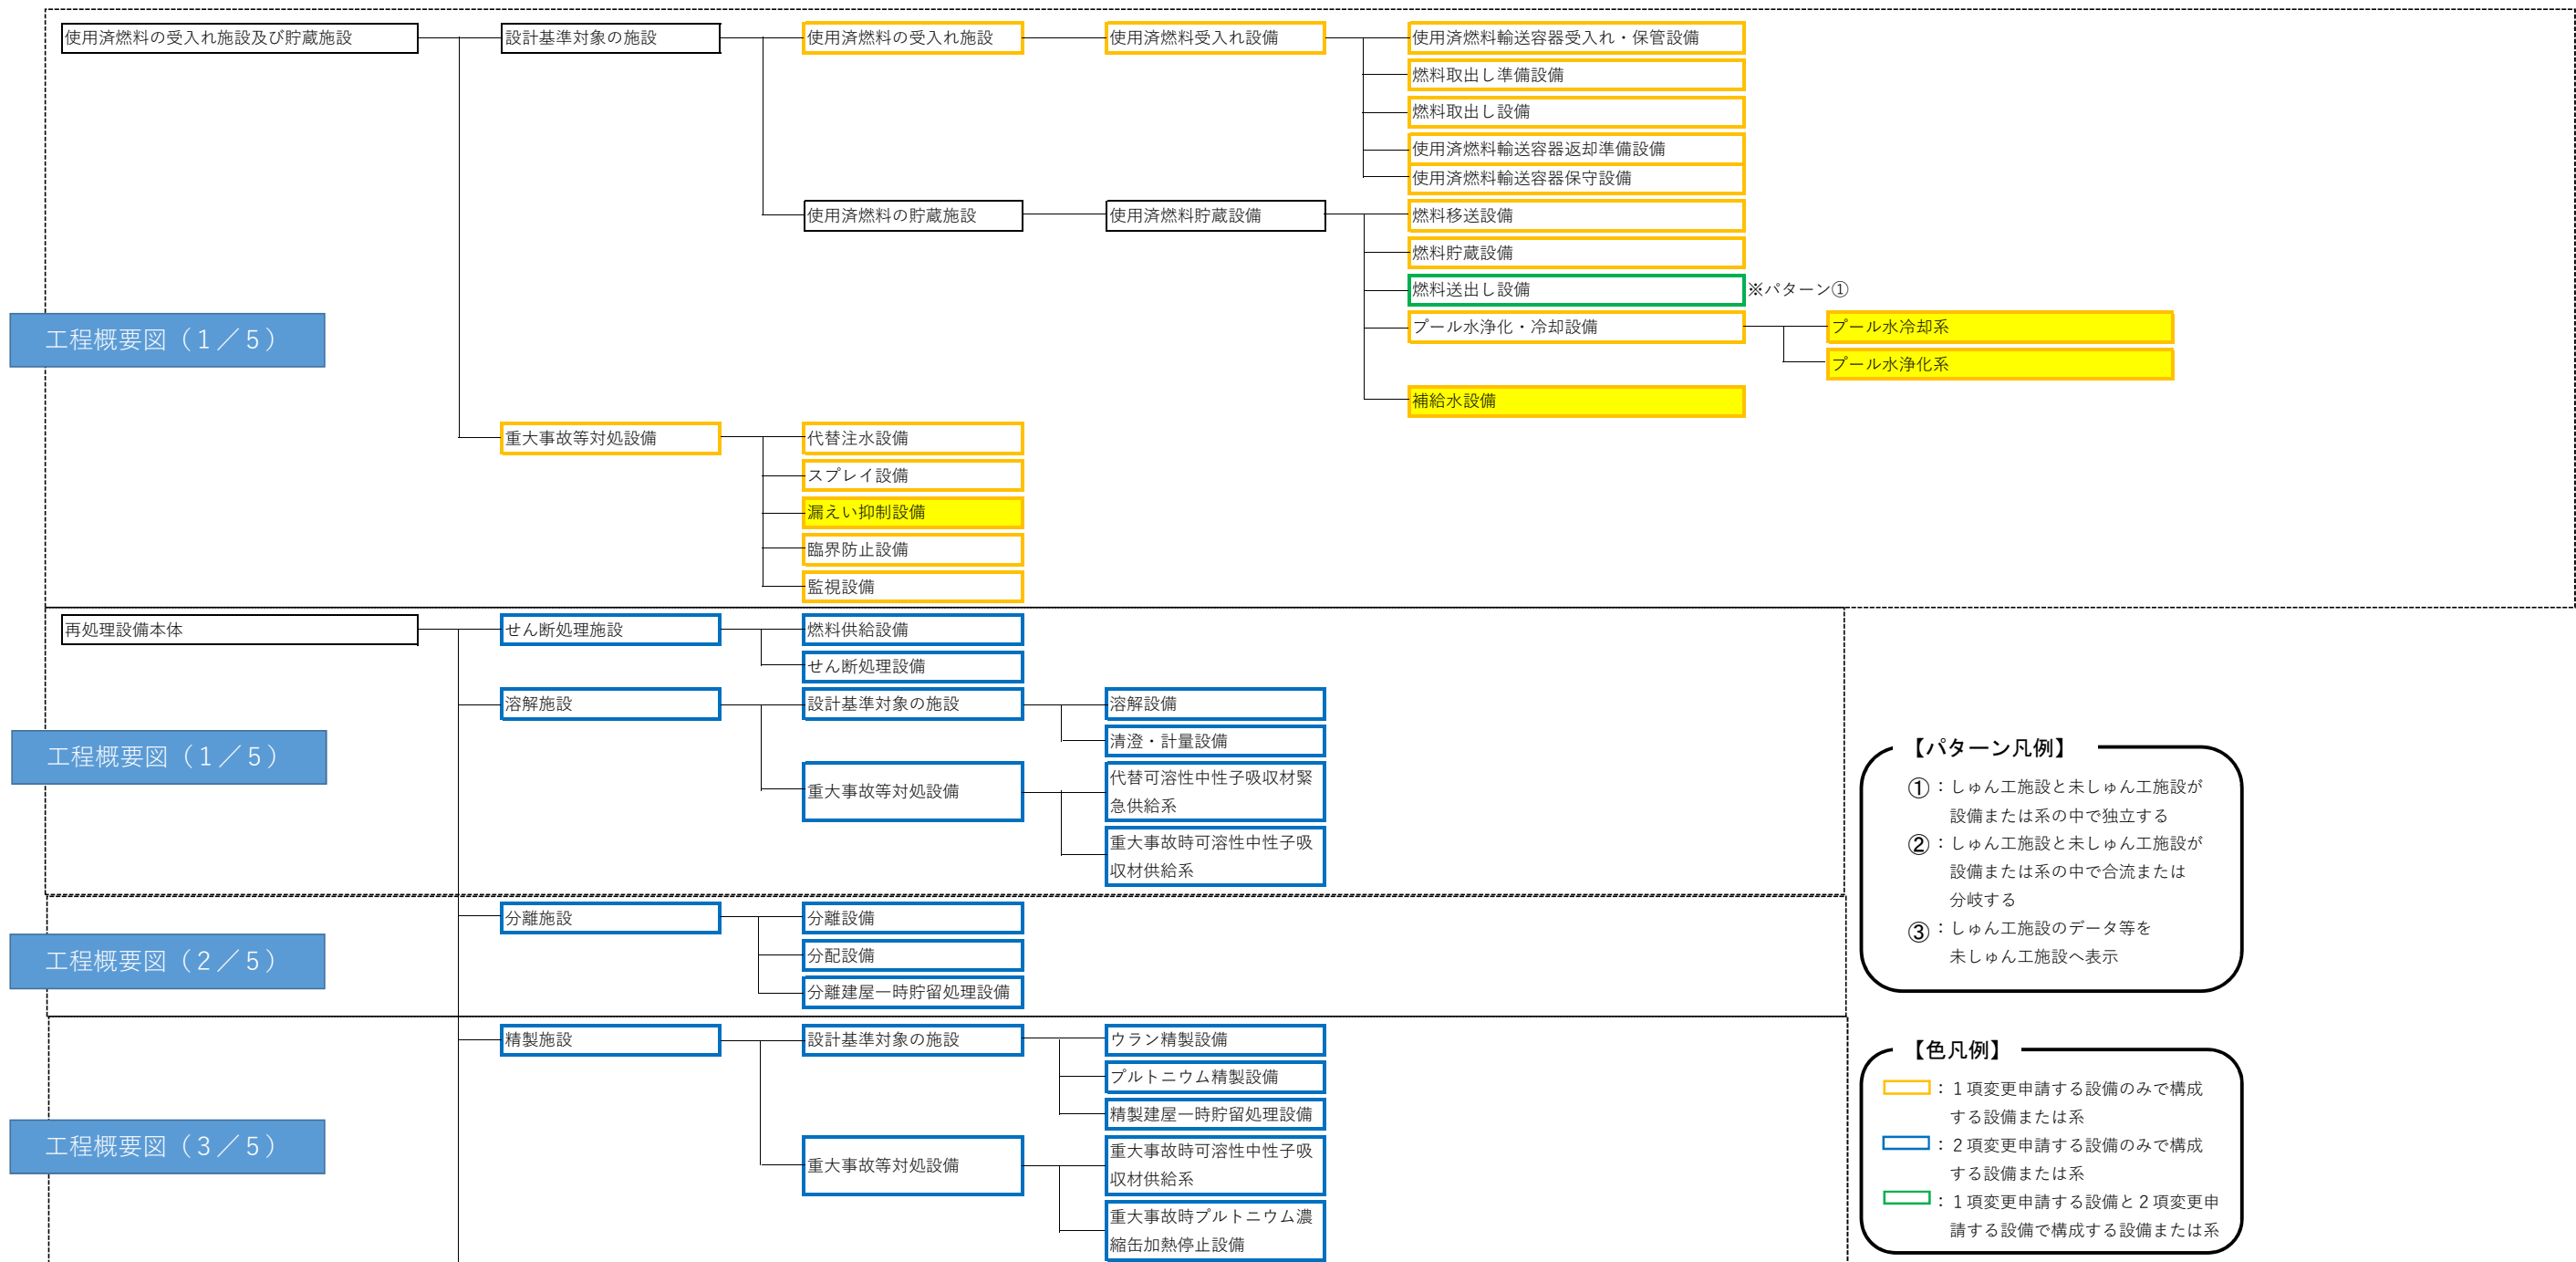 使用済燃料の受入れ施設及び貯蔵施設
設計基準対象の施設
使用済燃料の受入れ施設
使用済燃料受入れ設備
使用済燃料輸送容器受入れ・保管設備
燃料取出し準備設備
燃料取出し設備
使用済燃料輸送容器返却準備設備
使用済燃料輸送容器保守設備
使用済燃料の貯蔵施設
使用済燃料貯蔵設備
燃料移送設備
燃料貯蔵設備
燃料送出し設備
※パターン①
工程概要図（１／５）
プール水浄化・冷却設備
プール水冷却系
プール水浄化系
補給水設備
重大事故等対処設備
代替注水設備
スプレイ設備
漏えい抑制設備
臨界防止設備
監視設備
再処理設備本体
せん断処理施設
燃料供給設備
せん断処理設備
溶解施設
設計基準対象の施設
溶解設備
清澄・計量設備
工程概要図（１／５）
重大事故等対処設備
代替可溶性中性子吸収材緊
急供給系
重大事故時可溶性中性子吸
収材供給系
分離施設
分離設備
分配設備
分離建屋一時貯留処理設備
工程概要図（２／５）
精製施設
設計基準対象の施設
ウラン精製設備
プルトニウム精製設備
精製建屋一時貯留処理設備
工程概要図（３／５）
重大事故等対処設備
重大事故時可溶性中性子吸
収材供給系
重大事故時プルトニウム濃
縮缶加熱停止設備
【パターン凡例】
①：しゅん工施設と未しゅん工施設が
設備または系の中で独立する
②：しゅん工施設と未しゅん工施設が
設備または系の中で合流または
分岐する
③：しゅん工施設のデータ等を
未しゅん工施設へ表示
【色凡例】
：１項変更申請する設備のみで構成
する設備または系
：２項変更申請する設備のみで構成
する設備または系
：１項変更申請する設備と２項変更申
請する設備で構成する設備または系